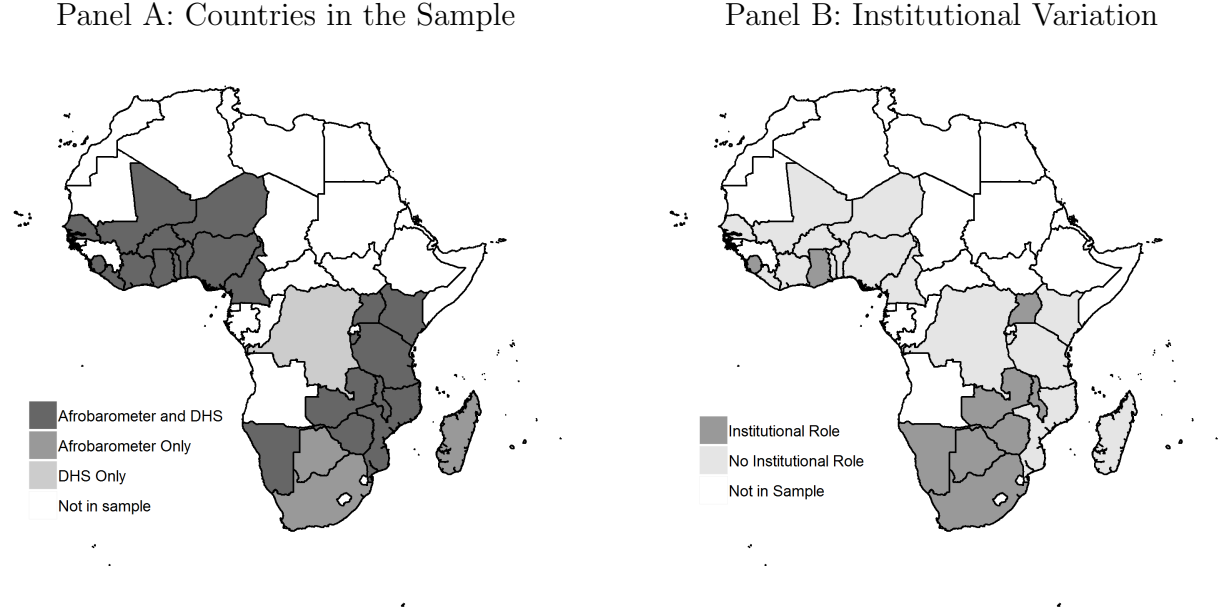 Panel A: Countries in the Sample
Afrobarometer and DHS
Afrobarometer Only
DHS Only
Not in sample
Panel B: Institutional Variation
Institutional Role
No Institutional Role
Not in Sample